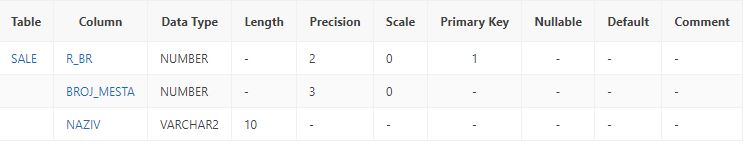 Table Column Data Type Length Precision Scale Primary Key Nullable Default Comment
SALE R_BR NUMBER - 2 0 1 - - -
BROJ_MESTA NUMBER - 3 0 - - - -
NAZIV VARCHAR2 10 - - - - - -